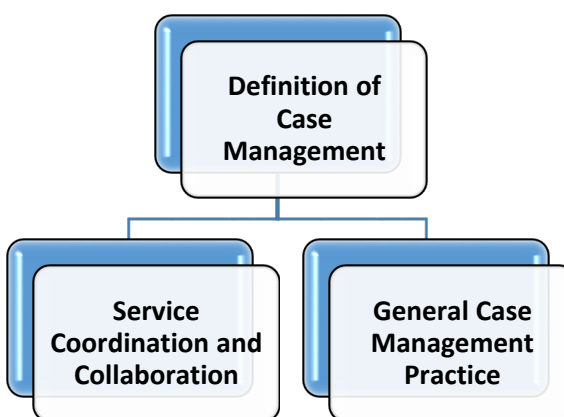 Definition of
Case
Management
Service
Coordination and
Collaboration
General Case
Management
Practice